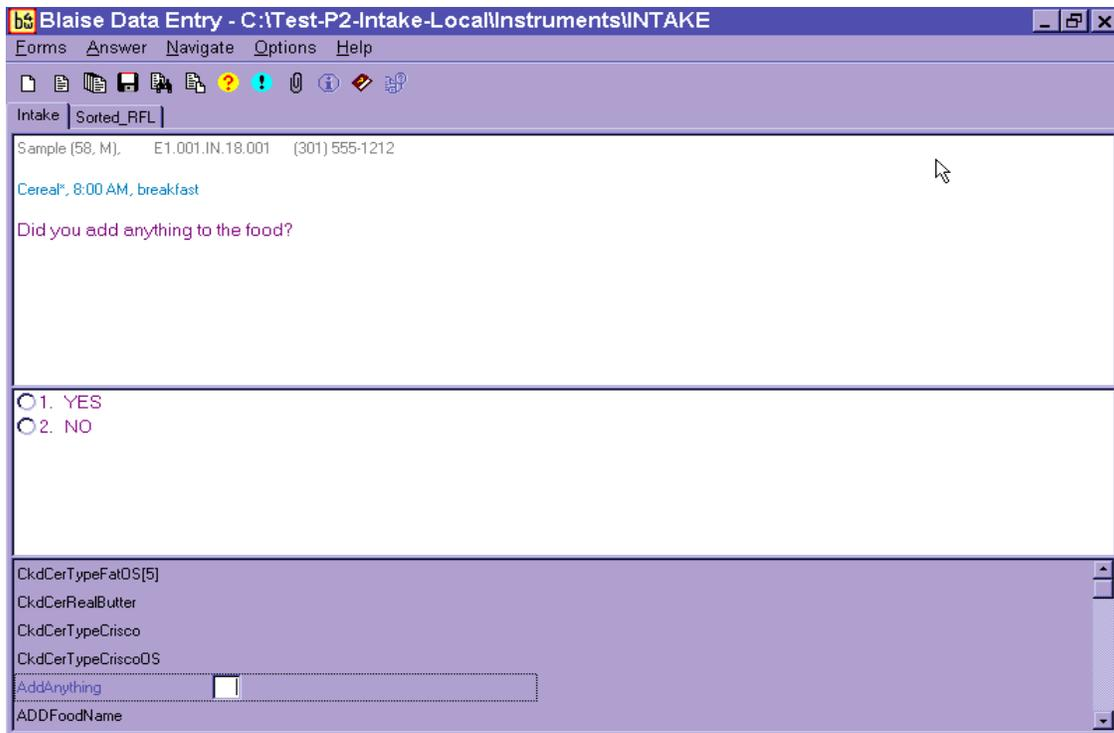 Blaise Data Entry - C:\Test-P2-Intake-Local\Instruments\INTAKE
Forms Answer Navigate Options Help
Intake Sorted_RFL
Sample (58, M), E1.001.IN.18.001 (301) 555-1212
Cereal*, 8:00 AM, breakfast
Did you add anything to the food?
1. YES
2. NO
CkdCerTypeFatOS[5]
CkdCerRealButter
CkdCerTypeCrisco
CkdCerTypeCriscoOS
AddAnything
ADDFoodName